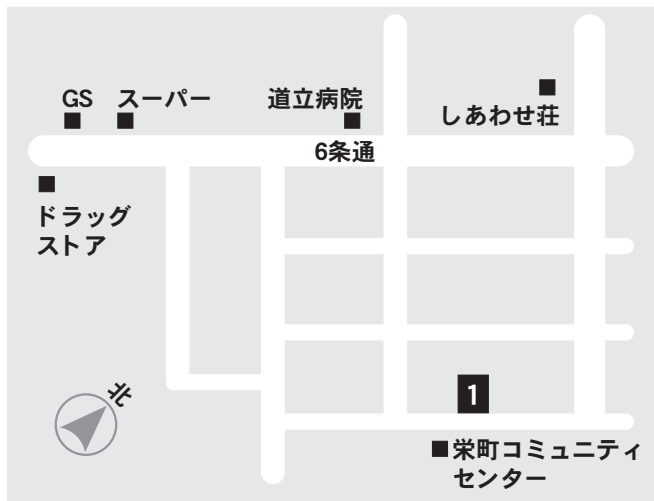 GS
スーパー
道立病院
しあわせ荘
6条通
ドラッグ
ストア
北
1
栄町コミュニティ
センター